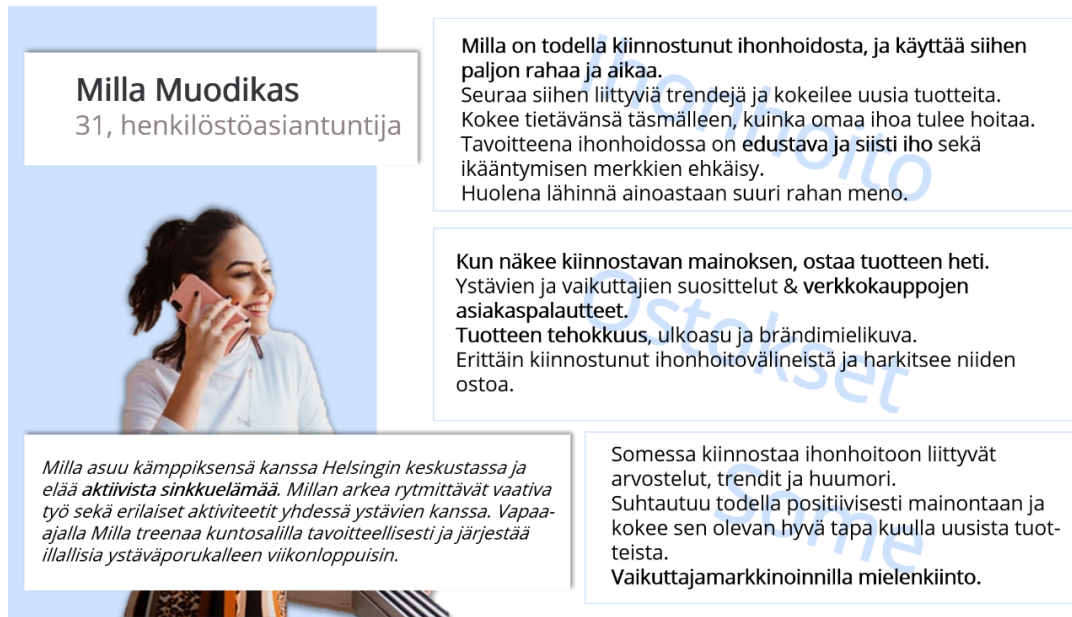 Milla Muodikas
31, henkilöstöasiantuntija
Milla on todella kiinnostunut ihonhoidosta, ja käyttää siihen
paljon rahaa ja aikaa.
Seuraa siihen liittyviä trendejä ja kokeilee uusia tuotteita.
Kokee tietävänsä täsmälleen, kuinka omaa ihoa tulee hoitaa.
Tavoitteena ihonhoidossa on edustava ja siisti iho sekä
ikääntymisen merkkien ehkäisy.
Huolena lähinnä ainoastaan suuri rahan meno.
Ihonhoito
Kun näkee kiinnostavan mainoksen, ostaa tuotteen heti.
Ystävien ja vaikuttajien suosittelut & verkkokauppojen
asiakaspalautteet.
Tuotteen tehokkuus, ulkoasu ja brändimielikuva.
Erittäin kiinnostunut ihonhoitovälineistä ja harkitsee niiden
ostoa.
Ostokset
Milla asuu kämppiksensä kanssa Helsingin keskustassa ja
elää aktiivista sinkkuelämää. Millan arkea rytmittävät vaativa
työ sekä erilaiset aktiviteetit yhdessä ystävien kanssa. Vapaa-
ajalla Milla treenaa kuntosalilla tavoitteellisesti ja järjestää
illallisia ystäväporukalleen viikonloppuisin.
Somessa kiinnostaa ihonhoitoon liittyvät
arvostelut, trendit ja huumori.
Suhtautuu todella positiivisesti mainontaan ja
kokee sen olevan hyvä tapa kuulla uusista tuot-
teista.
Vaikuttajamarkkinoinnilla mielenkiinto.
Some